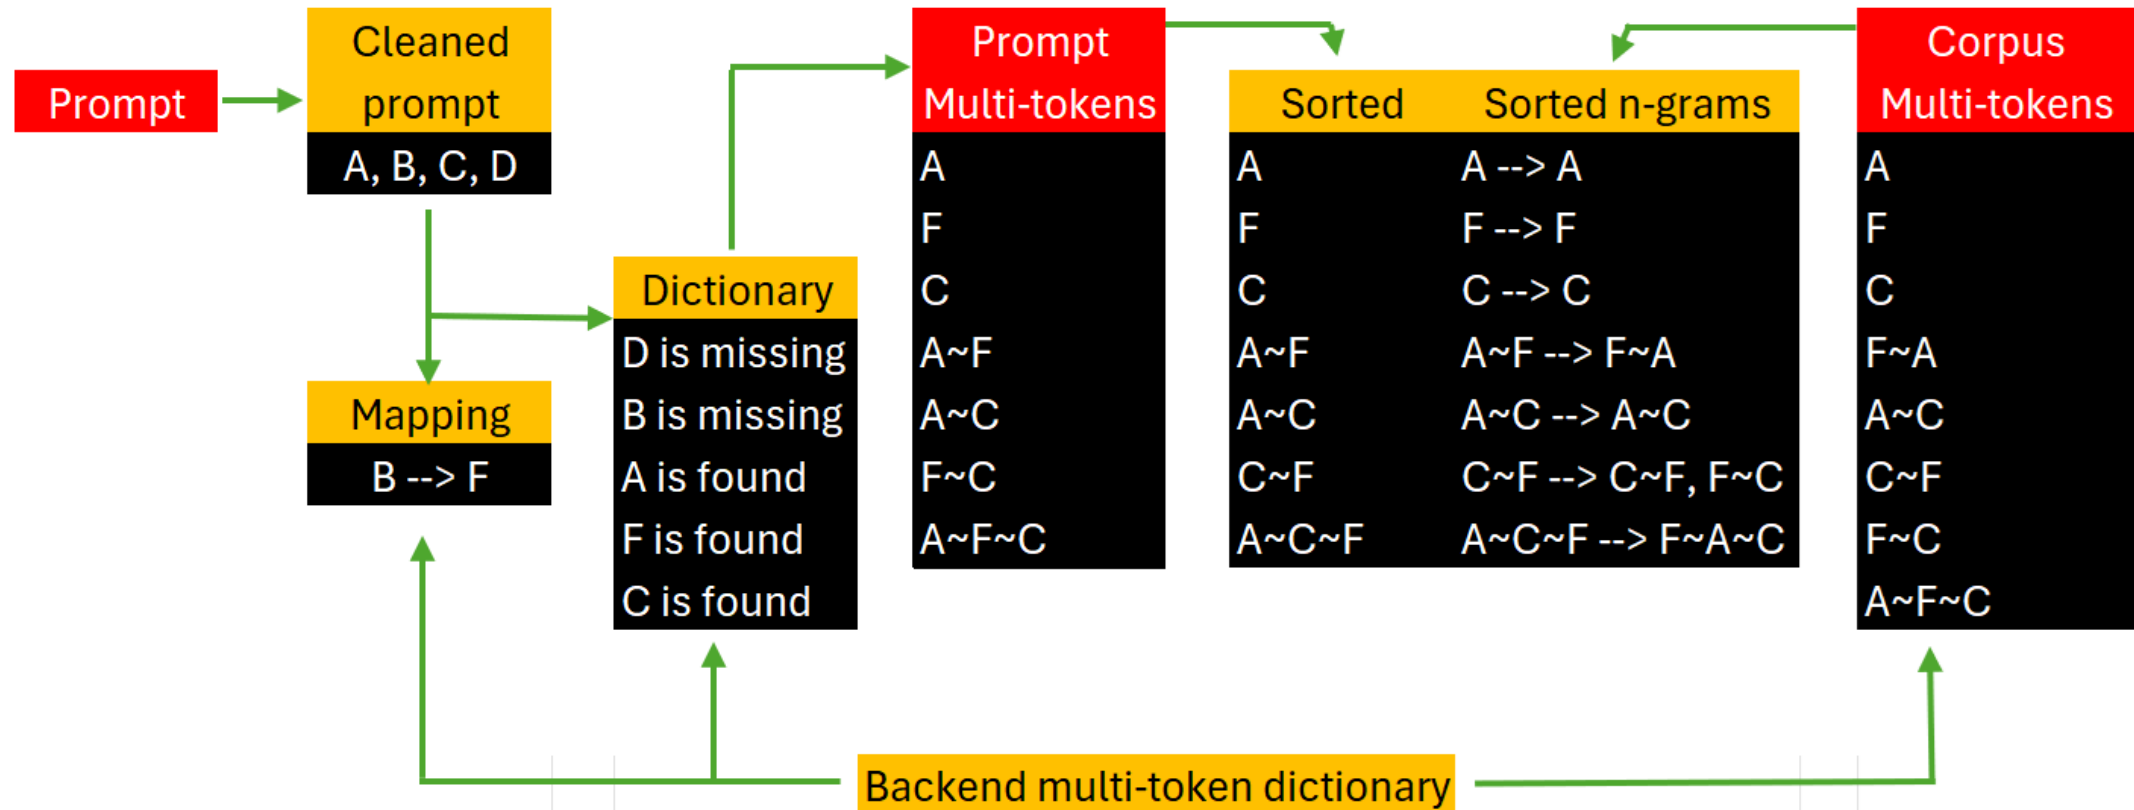 Prompt
Cleaned
prompt
A, B, C, D
Mapping
B --> F
Dictionary
D is missing
B is missing
A is found
F is found
C is found
Prompt
Multi-tokens
A
F
C
A~F
A~C
F~C
A~F~C
Sorted
A
F
C
A~F
A~C
C~F
A~C~F
Sorted n-grams
A --> A
F --> F
C --> C
A~F --> F~A
A~C --> A~C
C~F --> C~F, F~C
A~C~F --> F~A~C
Corpus
Multi-tokens
A
F
C
F~A
A~C
C~F
F~C
A~F~C
Backend multi-token dictionary